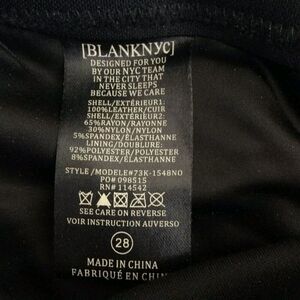 [BLANKNYC]
DESIGNED FOR YOU
BY OUR NYC TEAM
IN THE CITY THAT
NEVER SLEEPS
BECAUSE WE CARE
SHELL/EXTÉRIEUR1:
100%LEATHER/CUIR
SHELL/EXTÉRIEUR2:
65%RAYON/RAYONNE
30%NYLON/NYLON
5%SPANDEX/ÉLASTHANNE
LINING/DOUBLURE:
92%POLYESTER/POLYESTER
8%SPANDEX/ÉLASTHANNE
STYLE/MODELE#73K-1548NO
PO# 098515
RN# 114542
SEE CARE ON REVERSE
VOIR INSTRUCTION AUVERSO
28
MADE IN CHINA
FABRIQUÉ EN CHIN